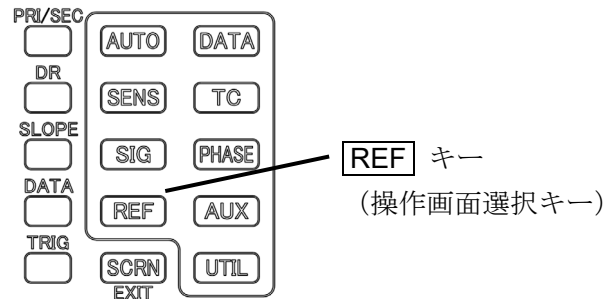 PRI/SEC
AUTO DATA
DR
SENS TC
SLOPE
SIG PHASE
REF キー
DATA
(操作画面選択キー)
REF AUX
TRIG
SCRN UTIL
EXIT